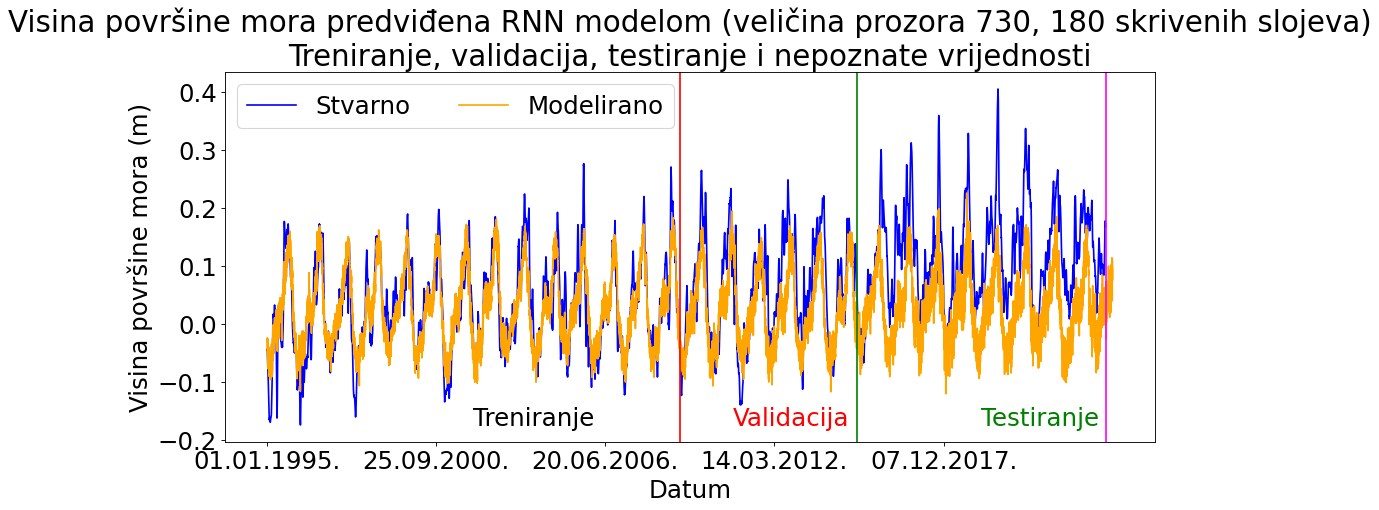 Visina površine mora predviđena RNN modelom (veličina prozora 730, 180 skrivenih slojeva)
Treniranje, validacija, testiranje i nepoznate vrijednosti
Stvarno Modelirano
Visina površine mora (m)
0.4
0.3
0.2
0.1
0.0
−0.1
−0.2
Treniranje Validacija Testiranje
01.01.1995. 25.09.2000. 20.06.2006. 14.03.2012. 07.12.2017.
Datum